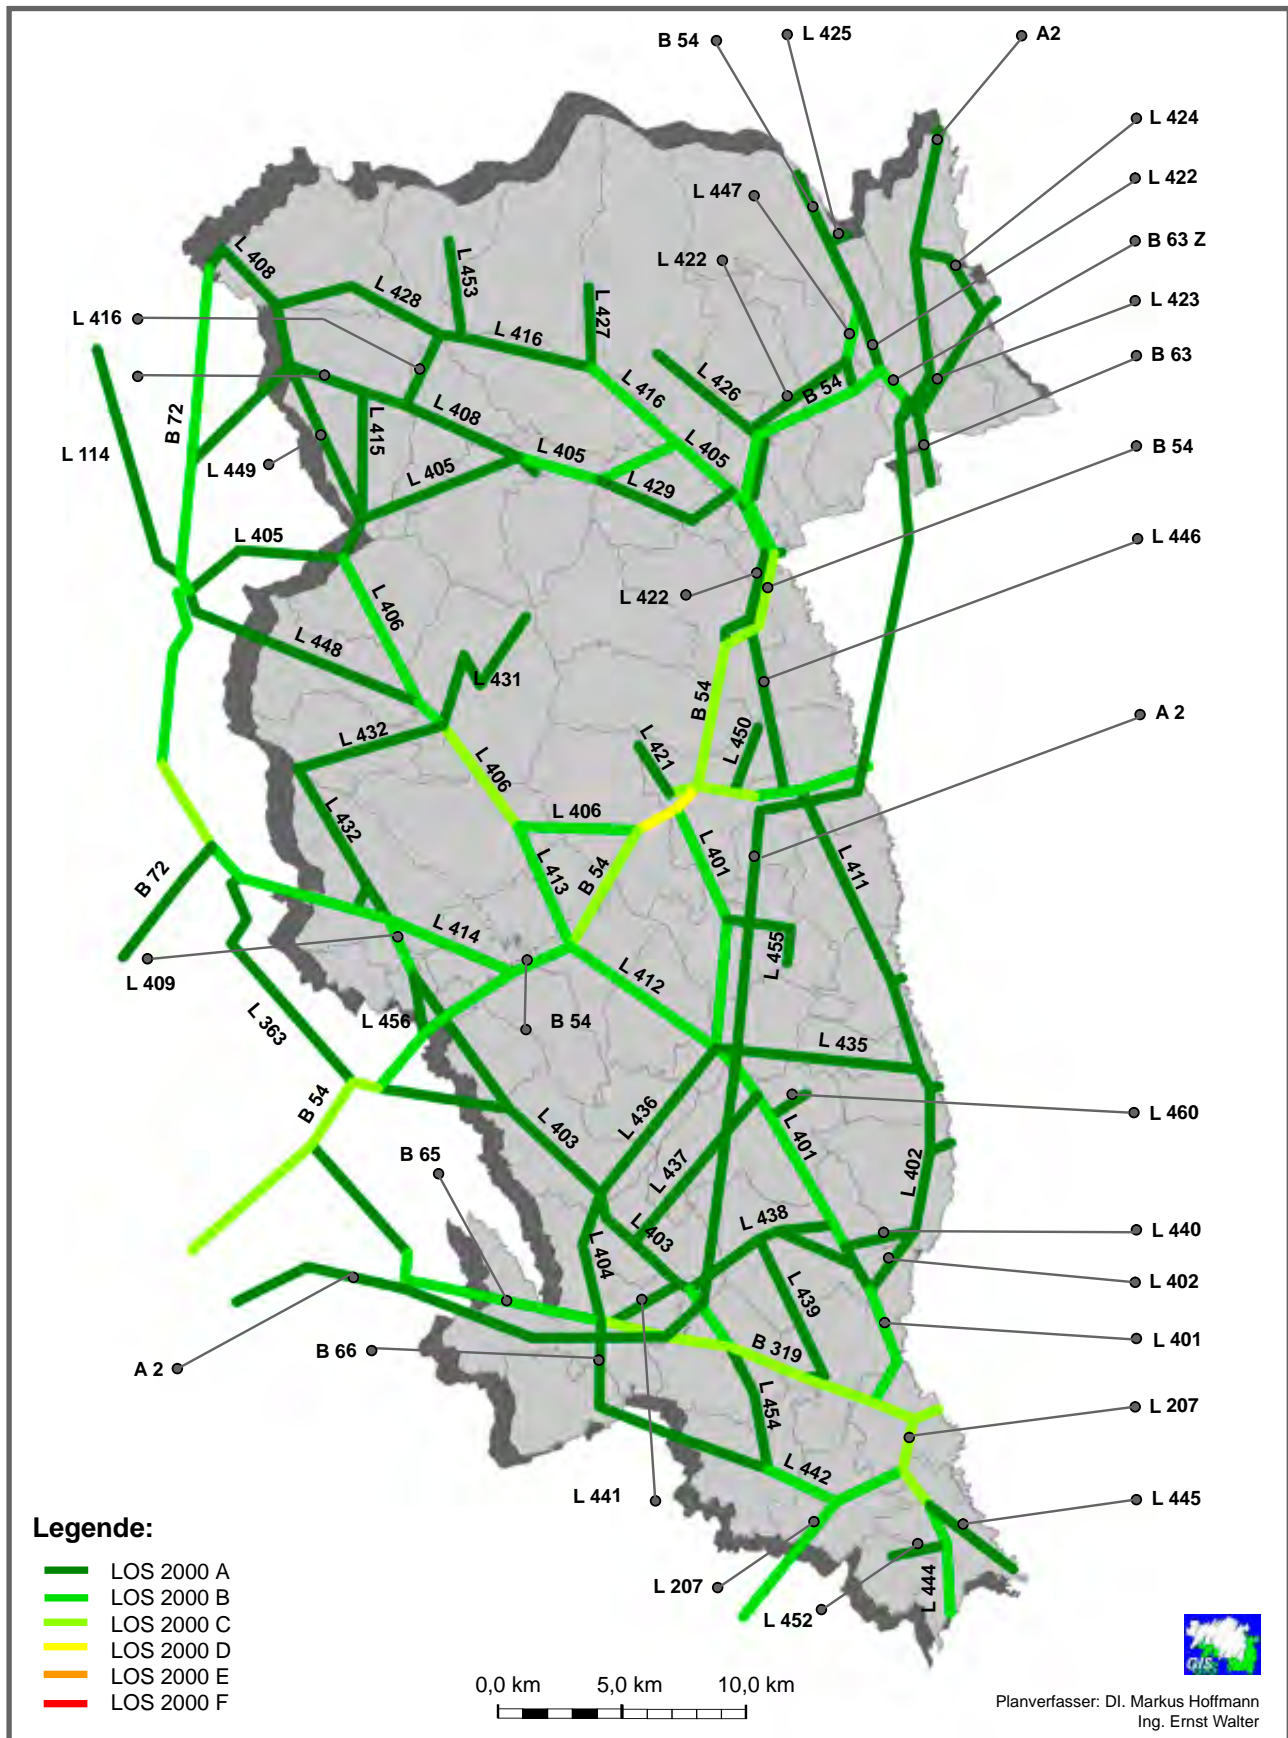 B 54
L 425
A2
L 424
L 447
L 422
L 422
B 63 Z
L 408
L 453
L 428
L 427
L 423
L 416
L 416
B 63
L 416
L 426
B 54
B 72
L 408
L 415
B 54
L 114
L 449
L 405
L 405
L 405
L 429
L 405
L 446
L 422
L 406
L 448
L 431
B 54
A 2
L 432
L 406
L 421
L 450
L 406
L 432
L 401
B 72
L 413
B 54
L 411
L 414
L 455
L 409
L 412
L 363
L 456
B 54
L 435
B 54
L 436
L 460
L 403
L 401
B 65
L 437
L 402
L 438
L 440
L 403
L 404
L 402
L 439
L 401
A 2
B 66
B 319
L 454
L 207
L 442
L 441
L 445
L 207
L 452
L 444
Legende:
LOS 2000 A
LOS 2000 B
LOS 2000 C
LOS 2000 D
LOS 2000 E
LOS 2000 F
0,0 km
5,0 km
10,0 km
GIS
Planverfasser: DI. Markus Hoffmann
Ing. Ernst Walter